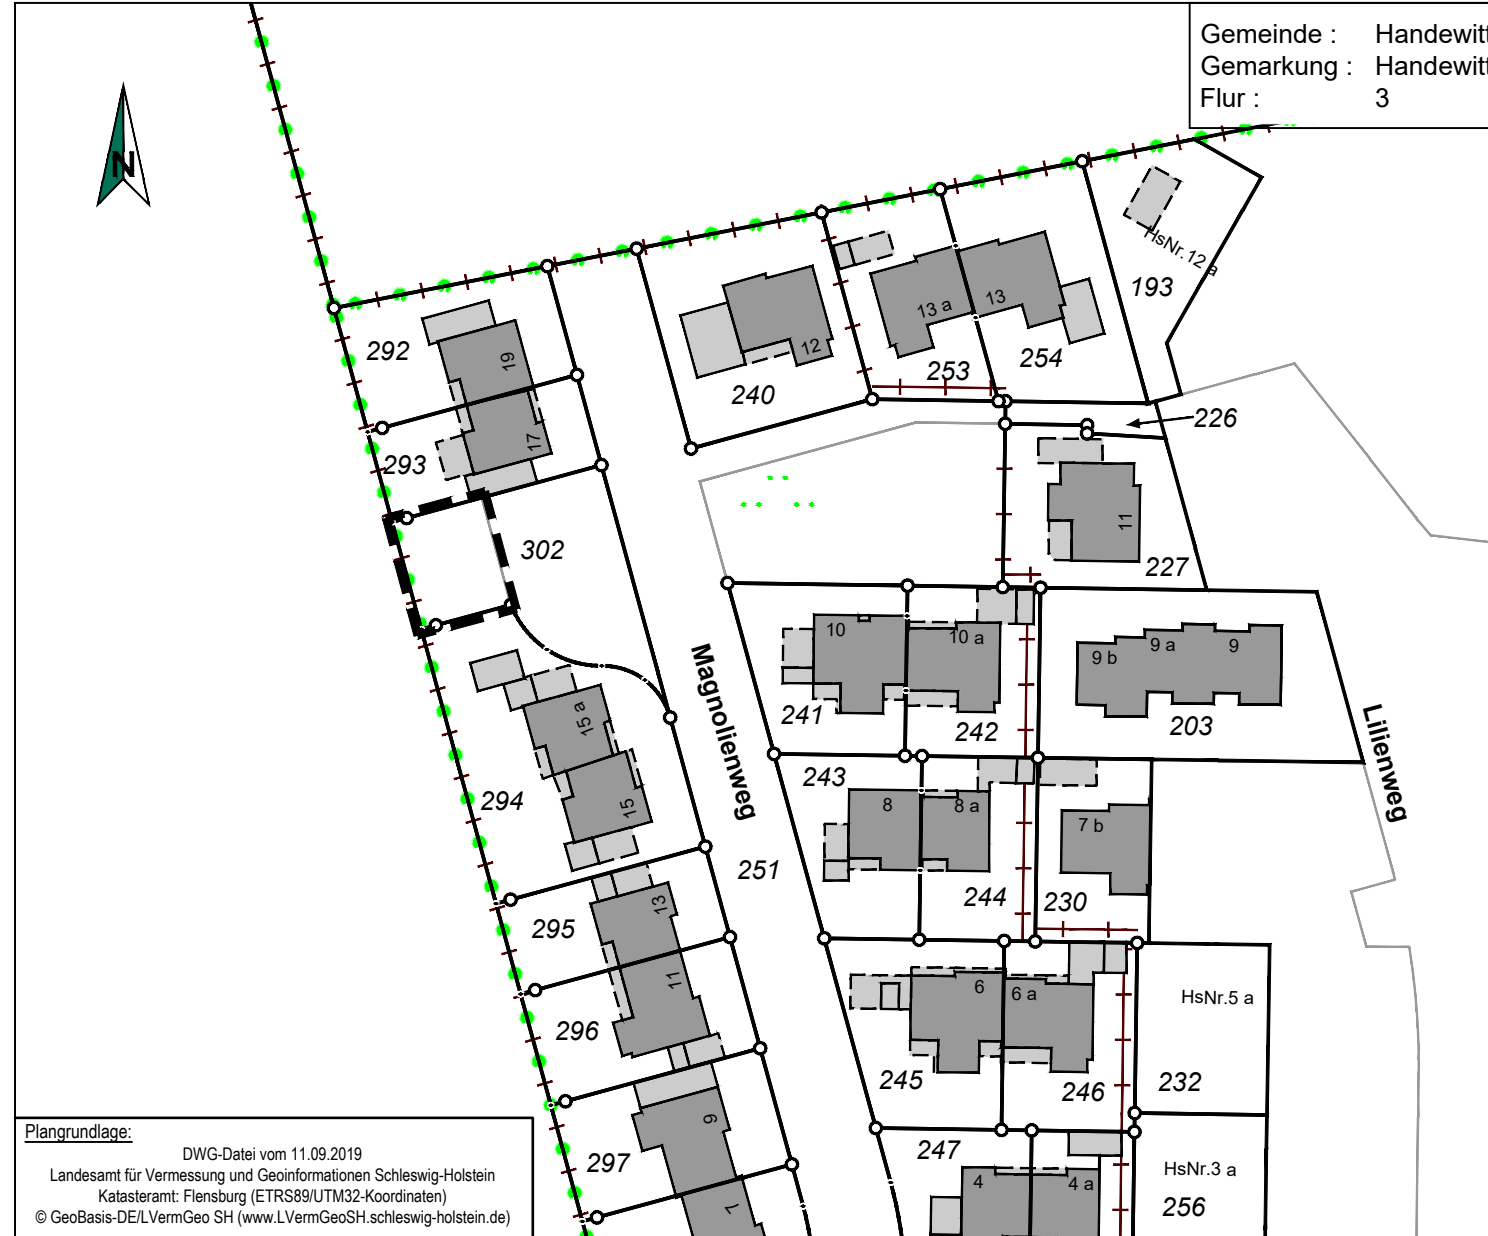 Gemeinde : Handewitt
Gemarkung : Handewitt
Flur : 3
N
HsNr.12 a
193
292
19
240
12
13 a
13
253
254
226
293
17
302
11
227
10
10 a
241
242
9 b
9 a
9
203
Magnolienweg
Lilienweg
15 a
15
294
243
8
8 a
244
7 b
230
251
295
13
11
296
6
6 a
245
246
HsNr.5 a
232
9
297
7
247
4
4 a
HsNr.3 a
256
Plangrundlage:
DWG-Datei vom 11.09.2019
Landesamt für Vermessung und Geoinformationen Schleswig-Holstein
Katasteramt: Flensburg (ETRS89/UTM32-Koordinaten)
© GeoBasis-DE/LVermGeo SH (www.LVermGeoSH.schleswig-holstein.de)